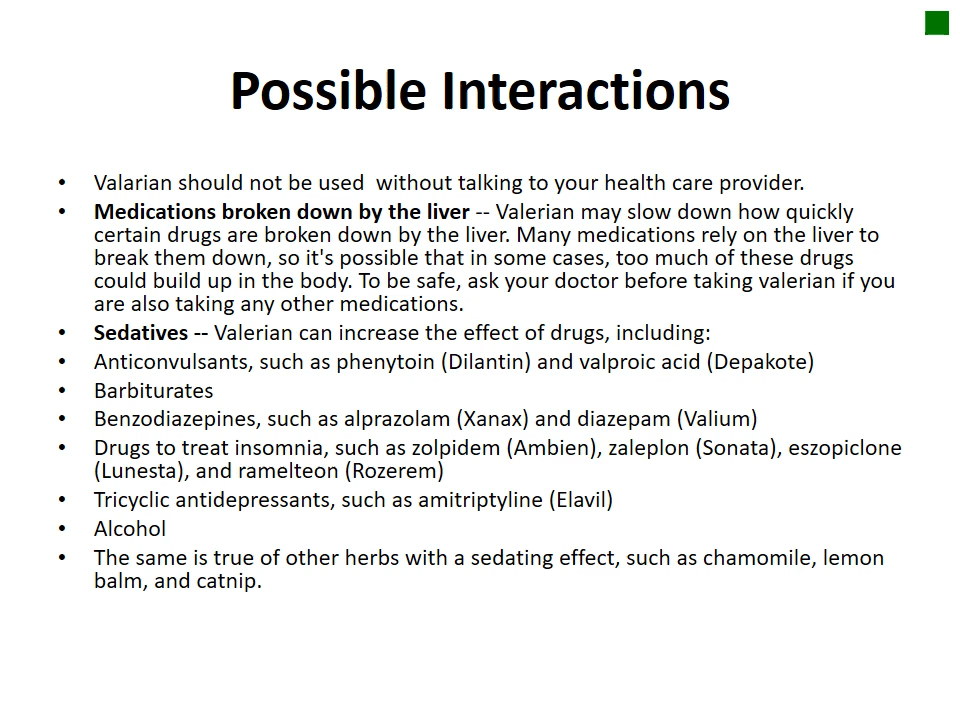 Possible Interactions
• Valarian should not be used  without talking to your health care provider.
• Medications broken down by the liver -- Valerian may slow down how quickly
certain drugs are broken down by the liver. Many medications rely on the liver to
break them down, so it's possible that in some cases, too much of these drugs
could build up in the body. To be safe, ask your doctor before taking valerian if you
are also taking any other medications.
• Sedatives -- Valerian can increase the effect of drugs, including:
• Anticonvulsants, such as phenytoin (Dilantin) and valproic acid (Depakote)
• Barbiturates
• Benzodiazepines, such as alprazolam (Xanax) and diazepam (Valium)
• Drugs to treat insomnia, such as zolpidem (Ambien), zaleplon (Sonata), eszopiclone
(Lunesta), and ramelteon (Rozerem)
• Tricyclic antidepressants, such as amitriptyline (Elavil)
• Alcohol
• The same is true of other herbs with a sedating effect, such as chamomile, lemon
balm, and catnip.